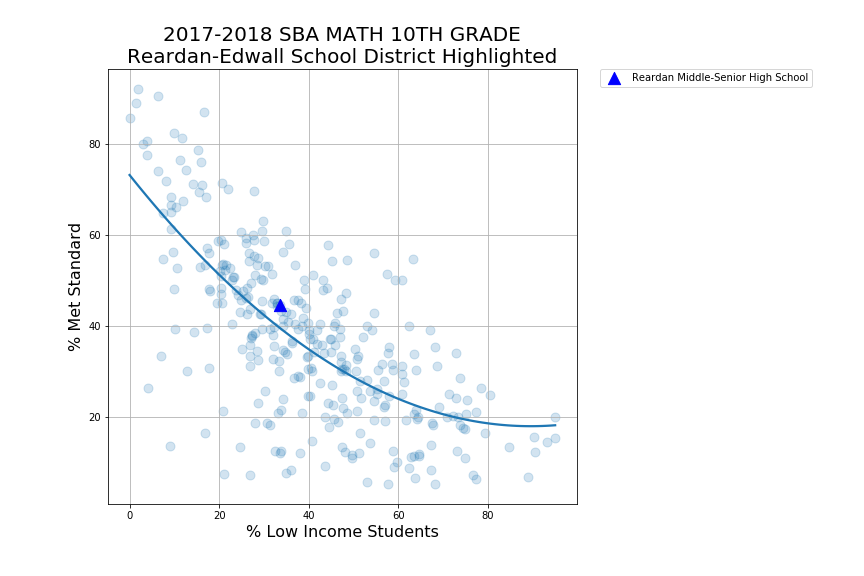 2017-2018 SBA MATH 10TH GRADE
Reardan-Edwall School District Highlighted
Reardan Middle-Senior High School
% Met Standard
80
60
40
20
0
20
40
60
80
% Low Income Students